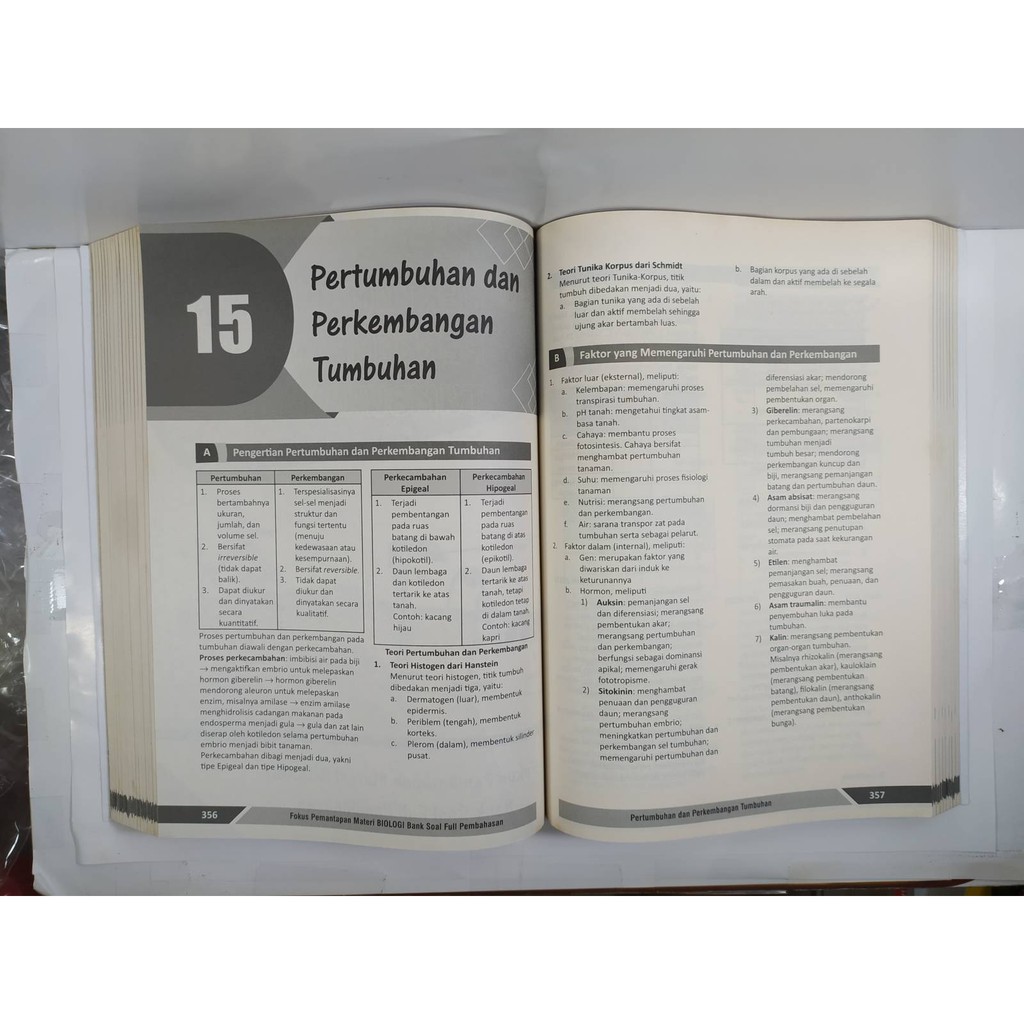 15
Pertumbuhan dan
Perkembangan
Tumbuhan
A Pengertian Pertumbuhan dan Perkembangan Tumbuhan
Pertumbuhan
1. Proses
bertambahnya
ukuran,
jumlah, dan
volume sel.
2. Bersifat
irreversible
(tidak dapat
balik).
3. Dapat diukur
dan dinyatakan
secara
kuantitatif.
Perkembangan
1. Terspesialisasinya
sel-sel menjadi
struktur dan
fungsi tertentu
(menuju
kedewasaan atau
kesempurnaan).
2. Bersifat reversible.
3. Tidak dapat
diukur dan
dinyatakan secara
kualitatif.
Proses pertumbuhan dan perkembangan pada
tumbuhan diawali dengan perkecambahan.
Proses perkecambahan: imbibisi air pada biji
→ mengaktifkan embrio untuk melepaskan
hormon giberelin → hormon giberelin
mendorong aleuron untuk melepaskan
enzim, misalnya amilase → enzim amilase
menghidrolisis cadangan makanan pada
endosperma menjadi gula → gula dan zat lain
diserap oleh kotiledon selama pertumbuhan
embrio menjadi bibit tanaman.
Perkecambahan dibagi menjadi dua, yakni
tipe Epigeal dan tipe Hipogeal.
Perkecambahan
Epigeal
1. Terjadi
pembentangan
pada ruas
batang di bawah
kotiledon
(hipokotil).
2. Daun lembaga
dan kotiledon
tertarik ke atas
tanah.
Contoh: kacang
hijau
Perkecambahan
Hipogeal
1. Terjadi
pembentangan
pada ruas
batang di atas
kotiledon
(epikotil).
2. Daun lembaga
tertarik ke atas
tanah, tetapi
kotiledon tetap
di dalam tanah.
Contoh: kacang
kapri
Teori Pertumbuhan dan Perkembangan
1. Teori Histogen dari Hanstein
Menurut teori histogen, titik tumbuh
dibedakan menjadi tiga, yaitu:
a. Dermatogen (luar), membentuk
epidermis.
b. Periblem (tengah), membentuk
korteks.
c. Plerom (dalam), membentuk silinder
pusat.
356
Fokus Pemantapan Materi BIOLOGI Bank Soal Full Pembahasan
2. Teori Tunika Korpus dari Schmidt
Menurut teori Tunika-Korpus, titik
tumbuh dibedakan menjadi dua, yaitu:
a. Bagian tunika yang ada di sebelah
luar dan aktif membelah sehingga
ujung akar bertambah luas.
b. Bagian korpus yang ada di sebelah
dalam dan aktif membelah ke segala
arah.
B Faktor yang Memengaruhi Pertumbuhan dan Perkembangan
1. Faktor luar (eksternal), meliputi:
a. Kelembapan: memengaruhi proses
transpirasi tumbuhan.
b. pH tanah: mengetahui tingkat asam-
basa tanah.
c. Cahaya: membantu proses
fotosintesis. Cahaya bersifat
menghambat pertumbuhan
tanaman.
d. Suhu: memengaruhi proses fisiologi
tanaman
e. Nutrisi: merangsang pertumbuhan
dan perkembangan.
f. Air: sarana transpor zat pada
tumbuhan serta sebagai pelarut.
2. Faktor dalam (internal), meliputi:
a. Gen: merupakan faktor yang
diwariskan dari induk ke
keturunannya
b. Hormon, meliputi
1) Auksin: pemanjangan sel
dan diferensiasi; merangsang
pembentukan akar;
merangsang pertumbuhan
dan perkembangan;
berfungsi sebagai dominansi
apikal; memengaruhi gerak
fototropisme.
2) Sitokinin: menghambat
penuaan dan pengguguran
daun; merangsang
pertumbuhan embrio;
meningkatkan pertumbuhan dan
perkembangan sel tumbuhan;
memengaruhi pertumbuhan dan
diferensiasi akar; mendorong
pembelahan sel, memengaruhi
pembentukan organ.
3) Giberelin: merangsang
perkecambahan, partenokarpi
dan pembungaan; merangsang
tumbuhan menjadi
tumbuh besar; mendorong
perkembangan kuncup dan
biji, merangsang pemanjangan
batang dan pertumbuhan daun.
4) Asam absisat: merangsang
dormansi biji dan pengguguran
daun; menghambat pembelahan
sel; merangsang penutupan
stomata pada saat kekurangan
air.
5) Etilen: menghambat
pemanjangan sel; merangsang
pemasakan buah, penuaan, dan
pengguguran daun.
6) Asam traumalin: membantu
penyembuhan luka pada
tumbuhan.
7) Kalin: merangsang pembentukan
organ-organ tumbuhan.
Misalnya rhizokalin (merangsang
pembentukan akar), kauloklain
(merangsang pembentukan
batang), filokalin (merangsang
pembentukan daun), anthokalin
(merangsang pembentukan
bunga).
Pertumbuhan dan Perkembangan Tumbuhan
357